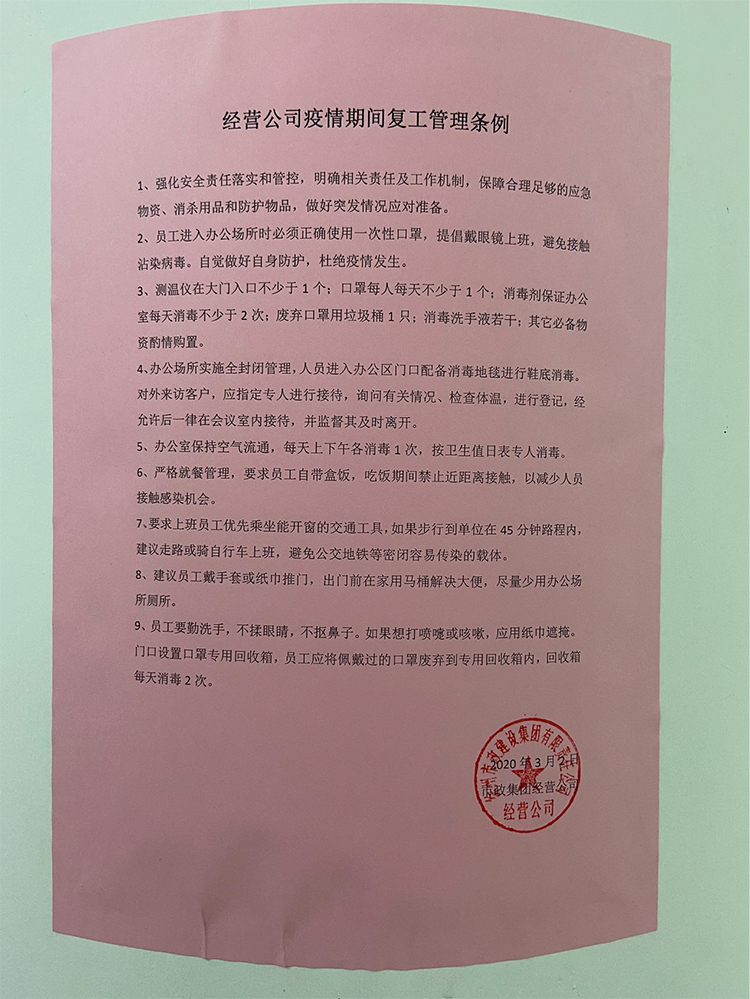 经营公司疫情期间复工管理条例
1、强化安全责任落实和管控，明确相关责任及工作机制，保障合理足够的应急
物资、消杀用品和防护物品，做好突发情况应对准备。
2、员工进入办公场所时必须正确使用一次性口罩，提倡戴眼镜上班，避免接触
沾染病毒。自觉做好自身防护，杜绝疫情发生。
3、测温仪在大门入口不少于1个；口罩每人每天不少于1个；消毒剂保证办公
室每天消毒不少于2次；废弃口罩用垃圾桶1只；消毒洗手液若干；其它必备物
资酌情购置。
4、办公场所实施全封闭管理，人员进入办公区门口配备消毒地毯进行鞋底消毒。
对外来访客户，应指定专人进行接待，询问有关情况、检查体温，进行登记，经
允许后一律在会议室内接待，并监督其及时离开。
5、办公室保持空气流通，每天上下午各消毒1次，按卫生值日表专人消毒。
6、严格就餐管理，要求员工自带盒饭，吃饭期间禁止近距离接触，以减少人员
接触感染机会。
7、要求上班员工优先乘坐能开窗的交通工具，如果步行到单位在45分钟路程内，
建议走路或骑自行车上班，避免公交地铁等密闭容易传染的载体。
8、建议员工戴手套或纸巾推门，出门前在家用马桶解决大便，尽量少用办公场
所厕所。
9、员工要勤洗手，不揉眼睛，不抠鼻子。如果想打喷嚏或咳嗽，应用纸巾遮掩。
门口设置口罩专用回收箱，员工应将佩戴过的口罩废弃到专用回收箱内，回收箱
每天消毒2次。
2020年3月2日
市政集团经营公司
市政建设集团有限责任公司
经营公司